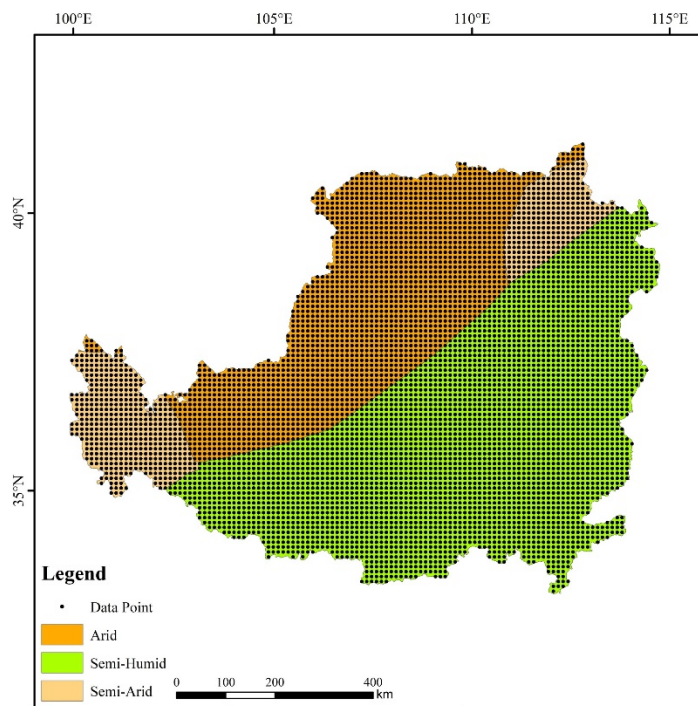 100°E 105°E 110°E 115°E
40°N
35°N
Legend
Data Point
Arid
Semi-Humid
Semi-Arid
0 100 200 400
km